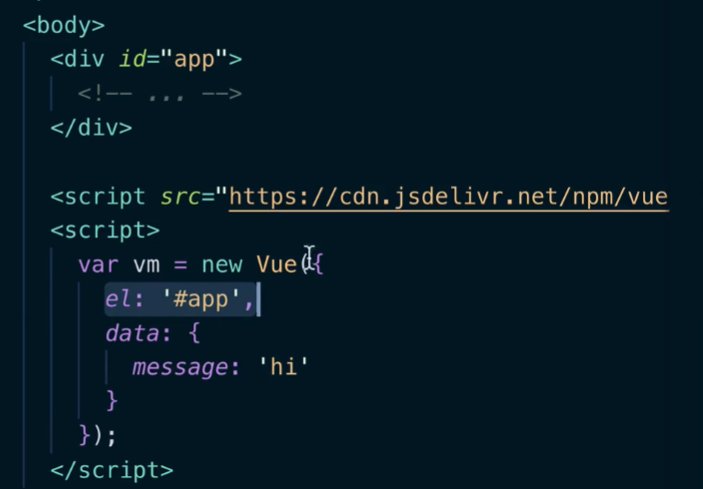 <body>
<div id="app">
<!-- ... -->
</div>
<script src="https://cdn.jsdelivr.net/npm/vue
<script>
var vm = new Vue({
el: '#app',
data: {
message: 'hi'
}
});
</script>